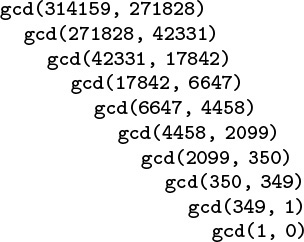 gcd(314159, 271828)
gcd(271828, 42331)
gcd(42331, 17842)
gcd(17842, 6647)
gcd(6647, 4458)
gcd(4458, 2099)
gcd(2099, 350)
gcd(350, 349)
gcd(349, 1)
gcd(1, 0)